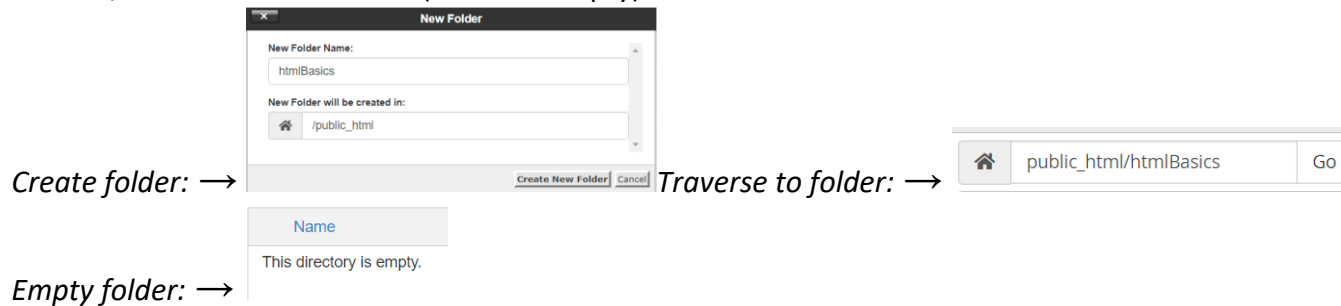 New Folder
New Folder Name:
htmlBasics
New Folder will be created in:
/public_html
Create New Folder Cancel
Create folder: → Traverse to folder: → public_html/htmlBasics Go
Name
This directory is empty.
Empty folder: →